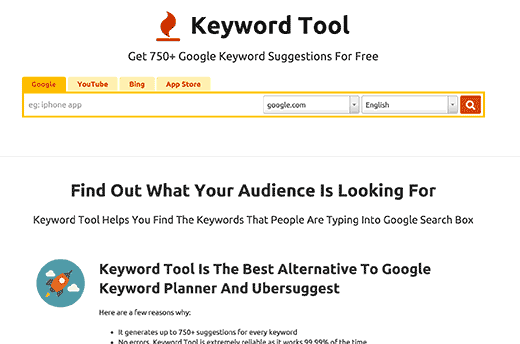 Keyword Tool
Get 750+ Google Keyword Suggestions For Free
Google YouTube Bing App Store
eg: iphone app google.com English
Find Out What Your Audience Is Looking For
Keyword Tool Helps You Find The Keywords That People Are Typing Into Google Search Box
Keyword Tool Is The Best Alternative To Google
Keyword Planner And Ubersuggest
Here are a few reasons why:
It generates up to 750+ suggestions for every keyword
No errors. Keyword Tool is extremely reliable as it works 99.99% of the time